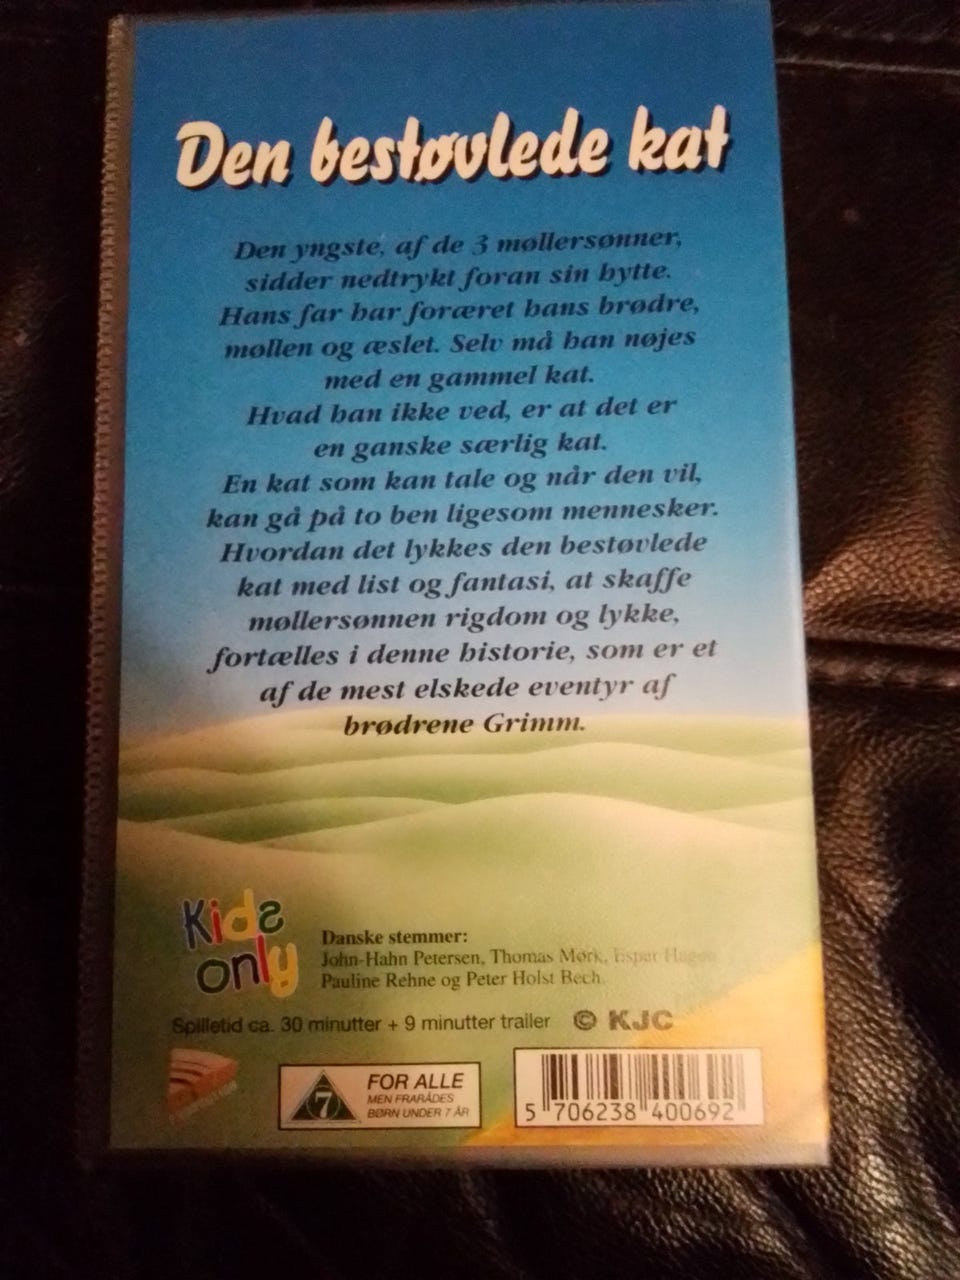 Den bestøvlede kat
Den yngste, af de 3 møllersønner,
sidder nedtrykt foran sin hytte.
Hans far har foræret hans brødre,
møllen og æslet. Selv må han nøjes
med en gammel kat.
Hvad han ikke ved, er at det er
en ganske særlig kat.
En kat som kan tale og når den vil,
kan gå på to ben ligesom mennesker.
Hvordan det lykkes den bestøvlede
kat med list og fantasi, at skaffe
møllersønnen rigdom og lykke,
fortælles i denne historie, som er et
af de mest elskede eventyr af
brødrene Grimm.
Kids
only
Danske stemmer:
John-Hahn Petersen, Thomas Mørk, Esper Hagen
Pauline Rehne og Peter Holst Bech.
Spilletid ca. 30 minutter + 9 minutter trailer © KJC
7
FOR ALLE
MEN FRARÅDES
BØRN UNDER 7 ÅR
5 706238 400692